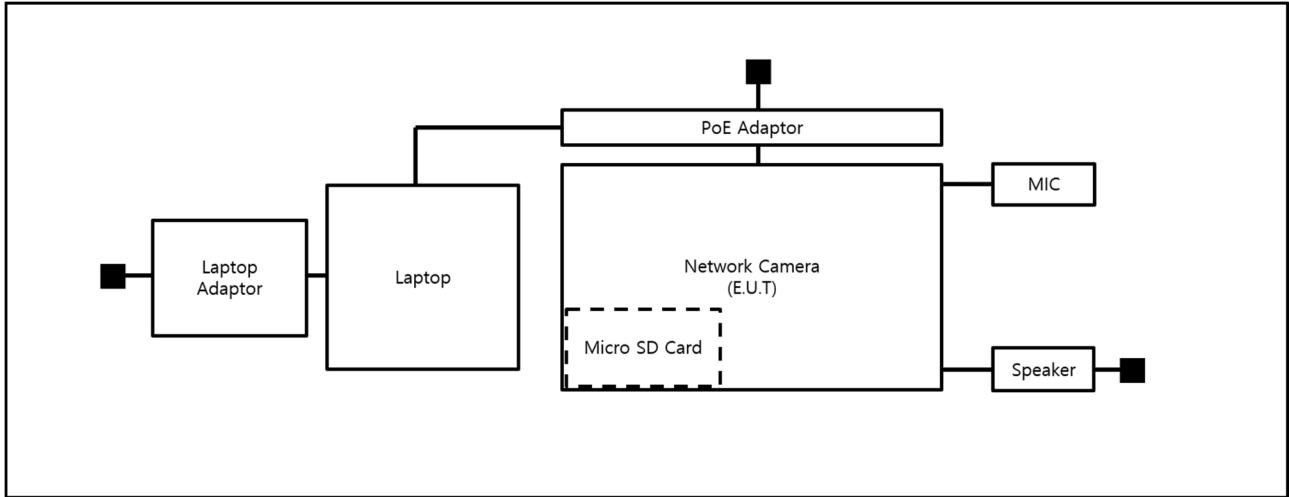 PoE Adaptor
MIC
Laptop
Adaptor
Laptop
Network Camera
(E.U.T)
Micro SD Card
Speaker